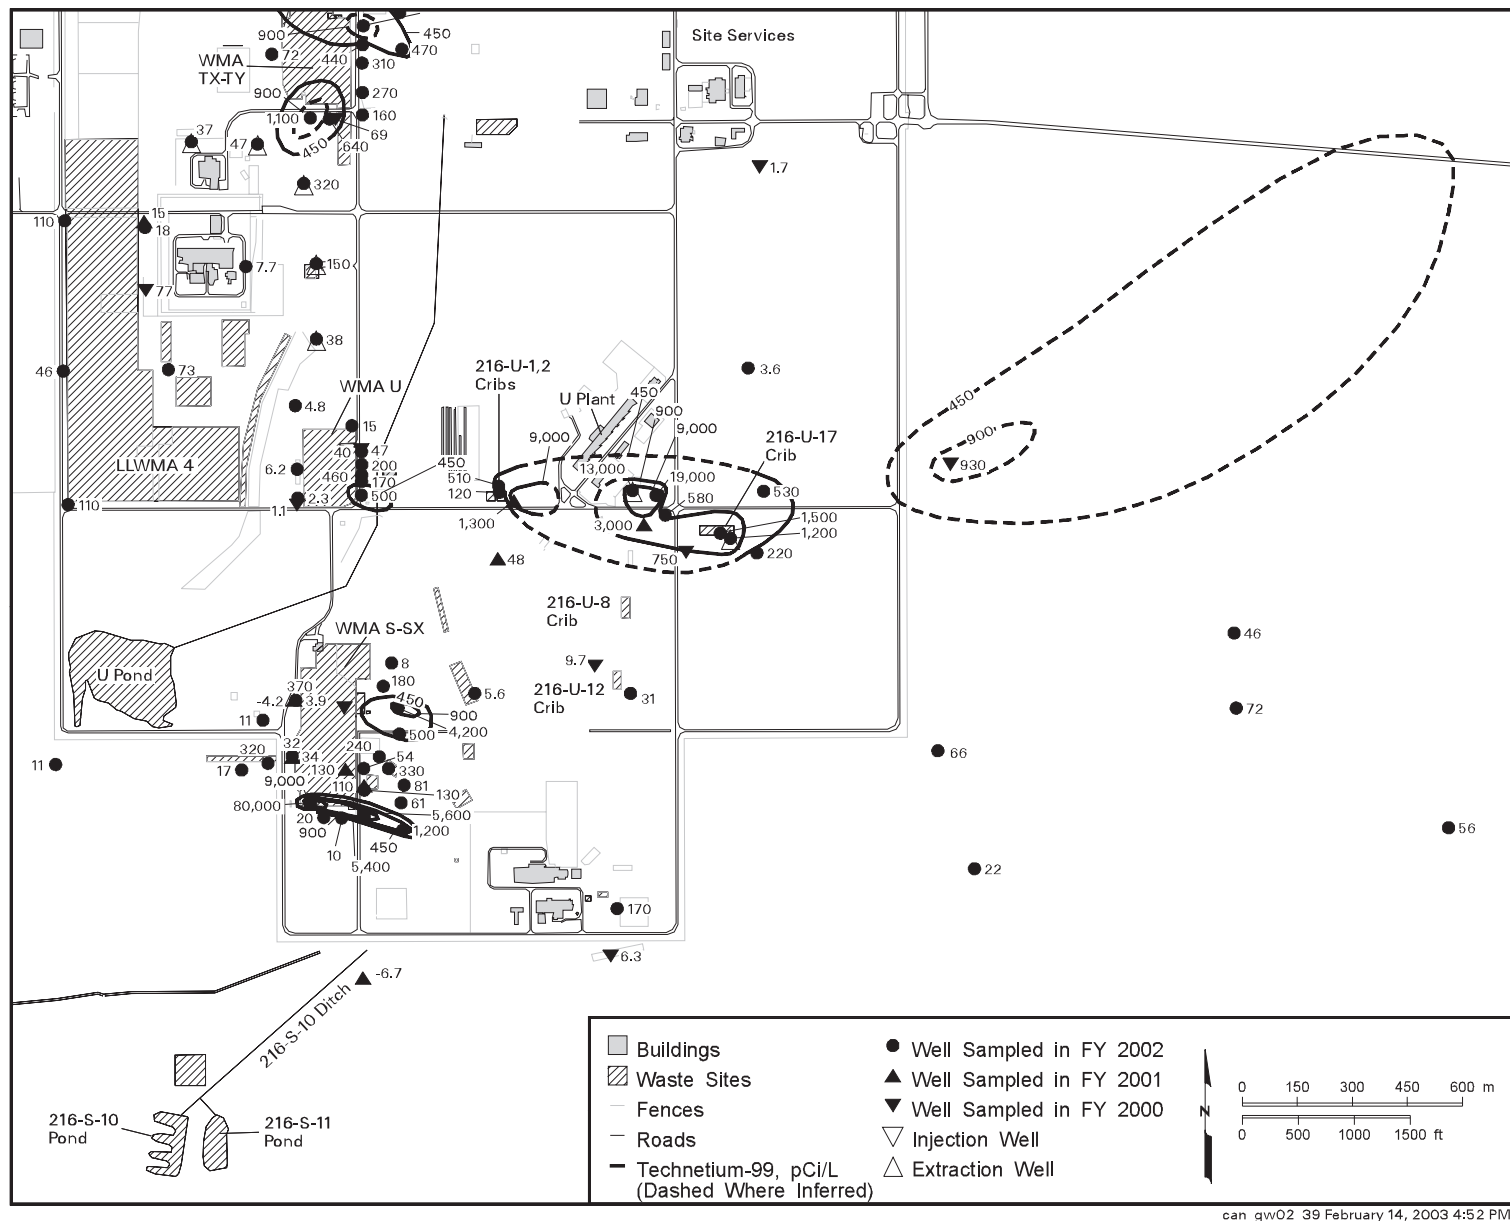 Site Services
900
450
470
72
WMA
TX-TY
440
310
900
270
1,100
160
69
450
640
37
47
320
1.7
110
15
18
7.7
150
77
38
46
73
3.6
216-U-1,2
Cribs
WMA U
U Plant
450
900
9,000
4.8
15
9,000
216-U-17
Crib
450
900
930
LLWMA 4
6.2
40
47
200
460
170
450
500
510
120
13,000
19,000
580
530
110
2.3
1.1
1,300
3,000
1,500
1,200
48
750
220
216-U-8
Crib
WMA S-SX
46
U Pond
8
9.7
180
370
-4.2
3.9
450
5.6
216-U-12
Crib
31
11
900
4,200
500
72
66
11
320
32
34
240
54
17
9,000
130
330
110
81
130
80,000
61
5,600
20
900
1,200
10
450
5,400
56
22
170
6.3
-6.7
216-S-10 Ditch
216-S-10
Pond
216-S-11
Pond
Buildings
Waste Sites
Fences
Roads
Technetium-99, pCi/L
(Dashed Where Inferred)
Well Sampled in FY 2002
Well Sampled in FY 2001
Well Sampled in FY 2000
Injection Well
Extraction Well
N
0 150 300 450 600 m
0 500 1000 1500 ft
can_gw02_39 February 14, 2003 4:52 PM